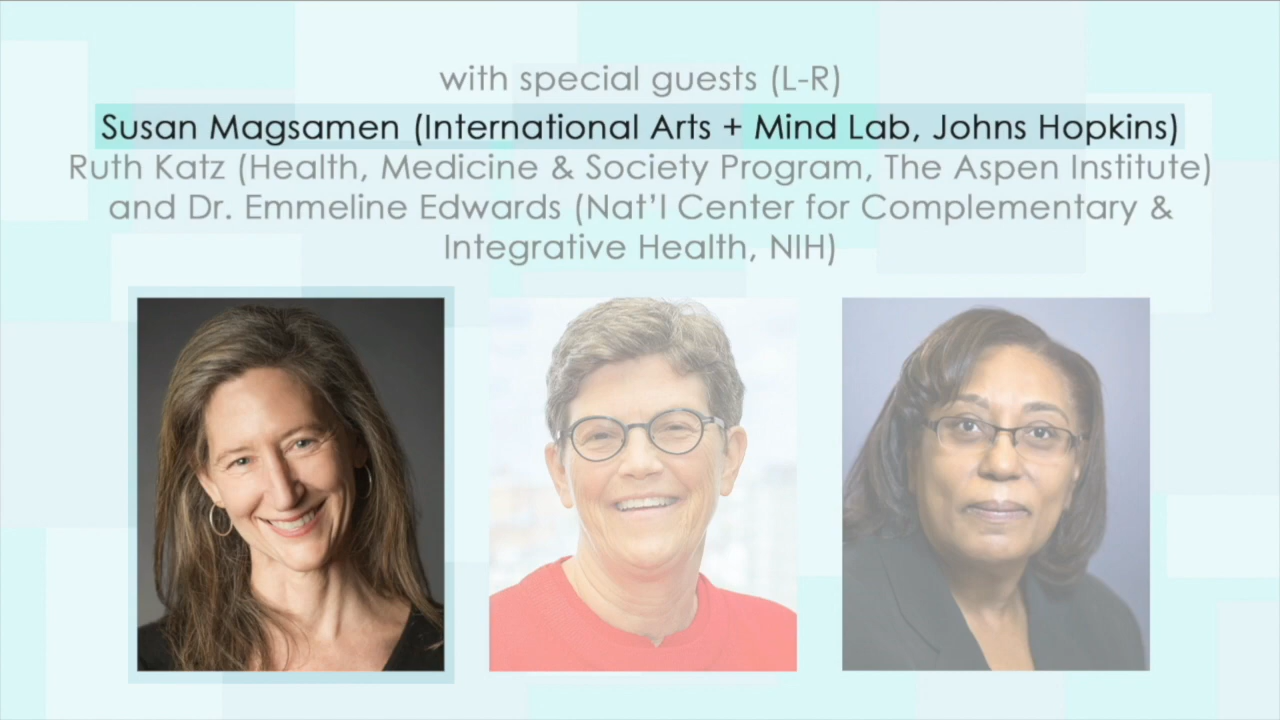 with special guests (L-R)
Susan Magsamen (International Arts + Mind Lab, Johns Hopkins)
Ruth Katz (Health, Medicine & Society Program, The Aspen Institute)
and Dr. Emmeline Edwards (Nat’l Center for Complementary &
Integrative Health, NIH)